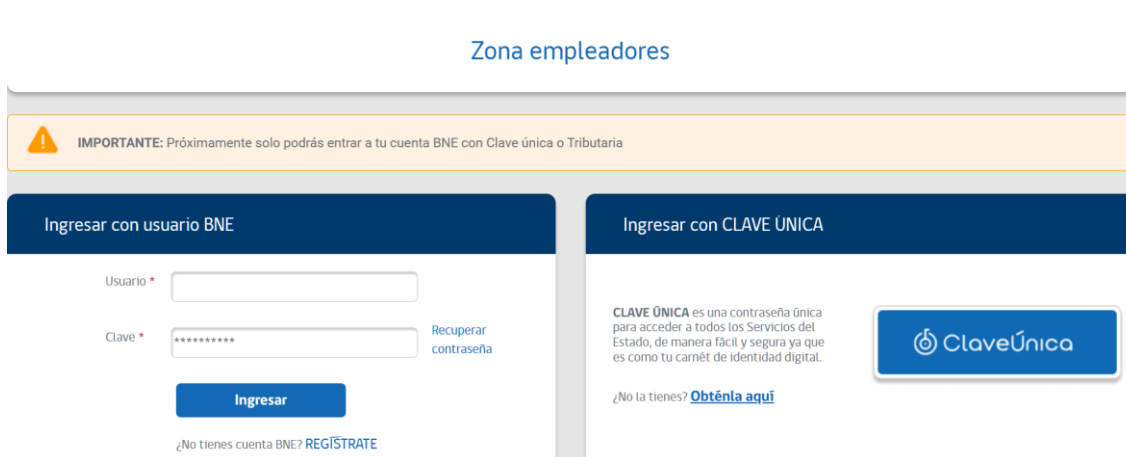 Zona empleadores
IMPORTANTE: Próximamente solo podrás entrar a tu cuenta BNE con Clave única o Tributaria
Ingresar con usuario BNE
Usuario *
Clave *
**********
Recuperar
contraseña
Ingresar
¿No tienes cuenta BNE? REGÍSTRATE
Ingresar con CLAVE ÚNICA
CLAVE ÚNICA es una contraseña única
para acceder a todos los Servicios del
Estado, de manera fácil y segura ya que
es como tu carnét de identidad digital.
¿No la tienes? Obténla aquí
ClaveÚnica